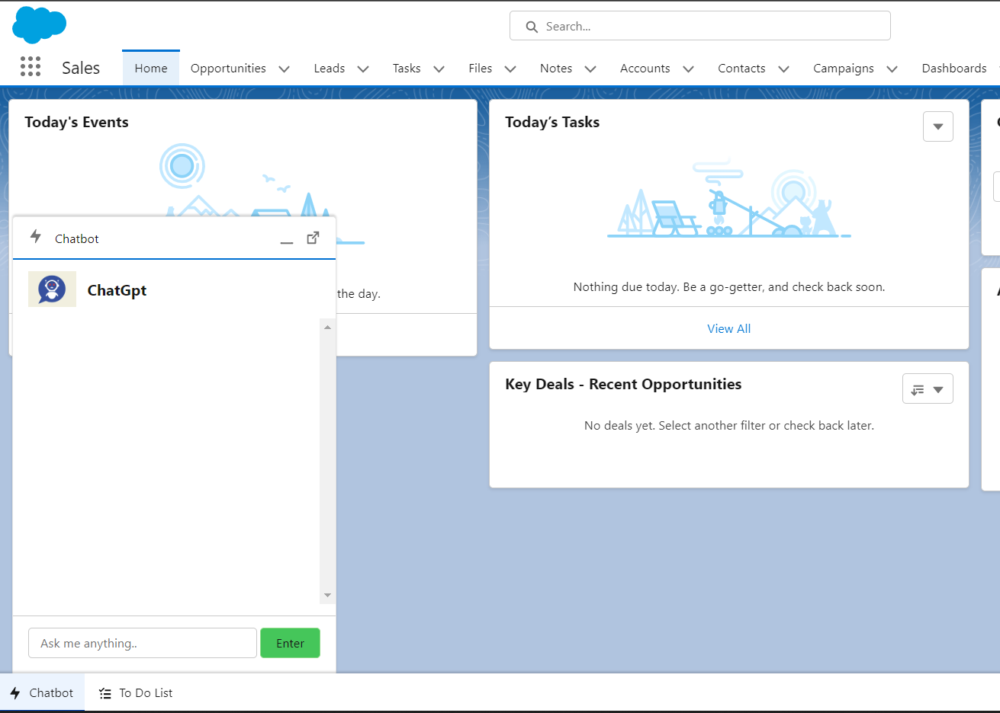 Search...
Sales Home Opportunities Leads Tasks Files Notes Accounts Contacts Campaigns Dashboards
Today's Events
the day.
Today’s Tasks
Nothing due today. Be a go-getter, and check back soon.
View All
Key Deals - Recent Opportunities
No deals yet. Select another filter or check back later.
Chatbot
ChatGpt
Ask me anything..
Enter
Chatbot To Do List